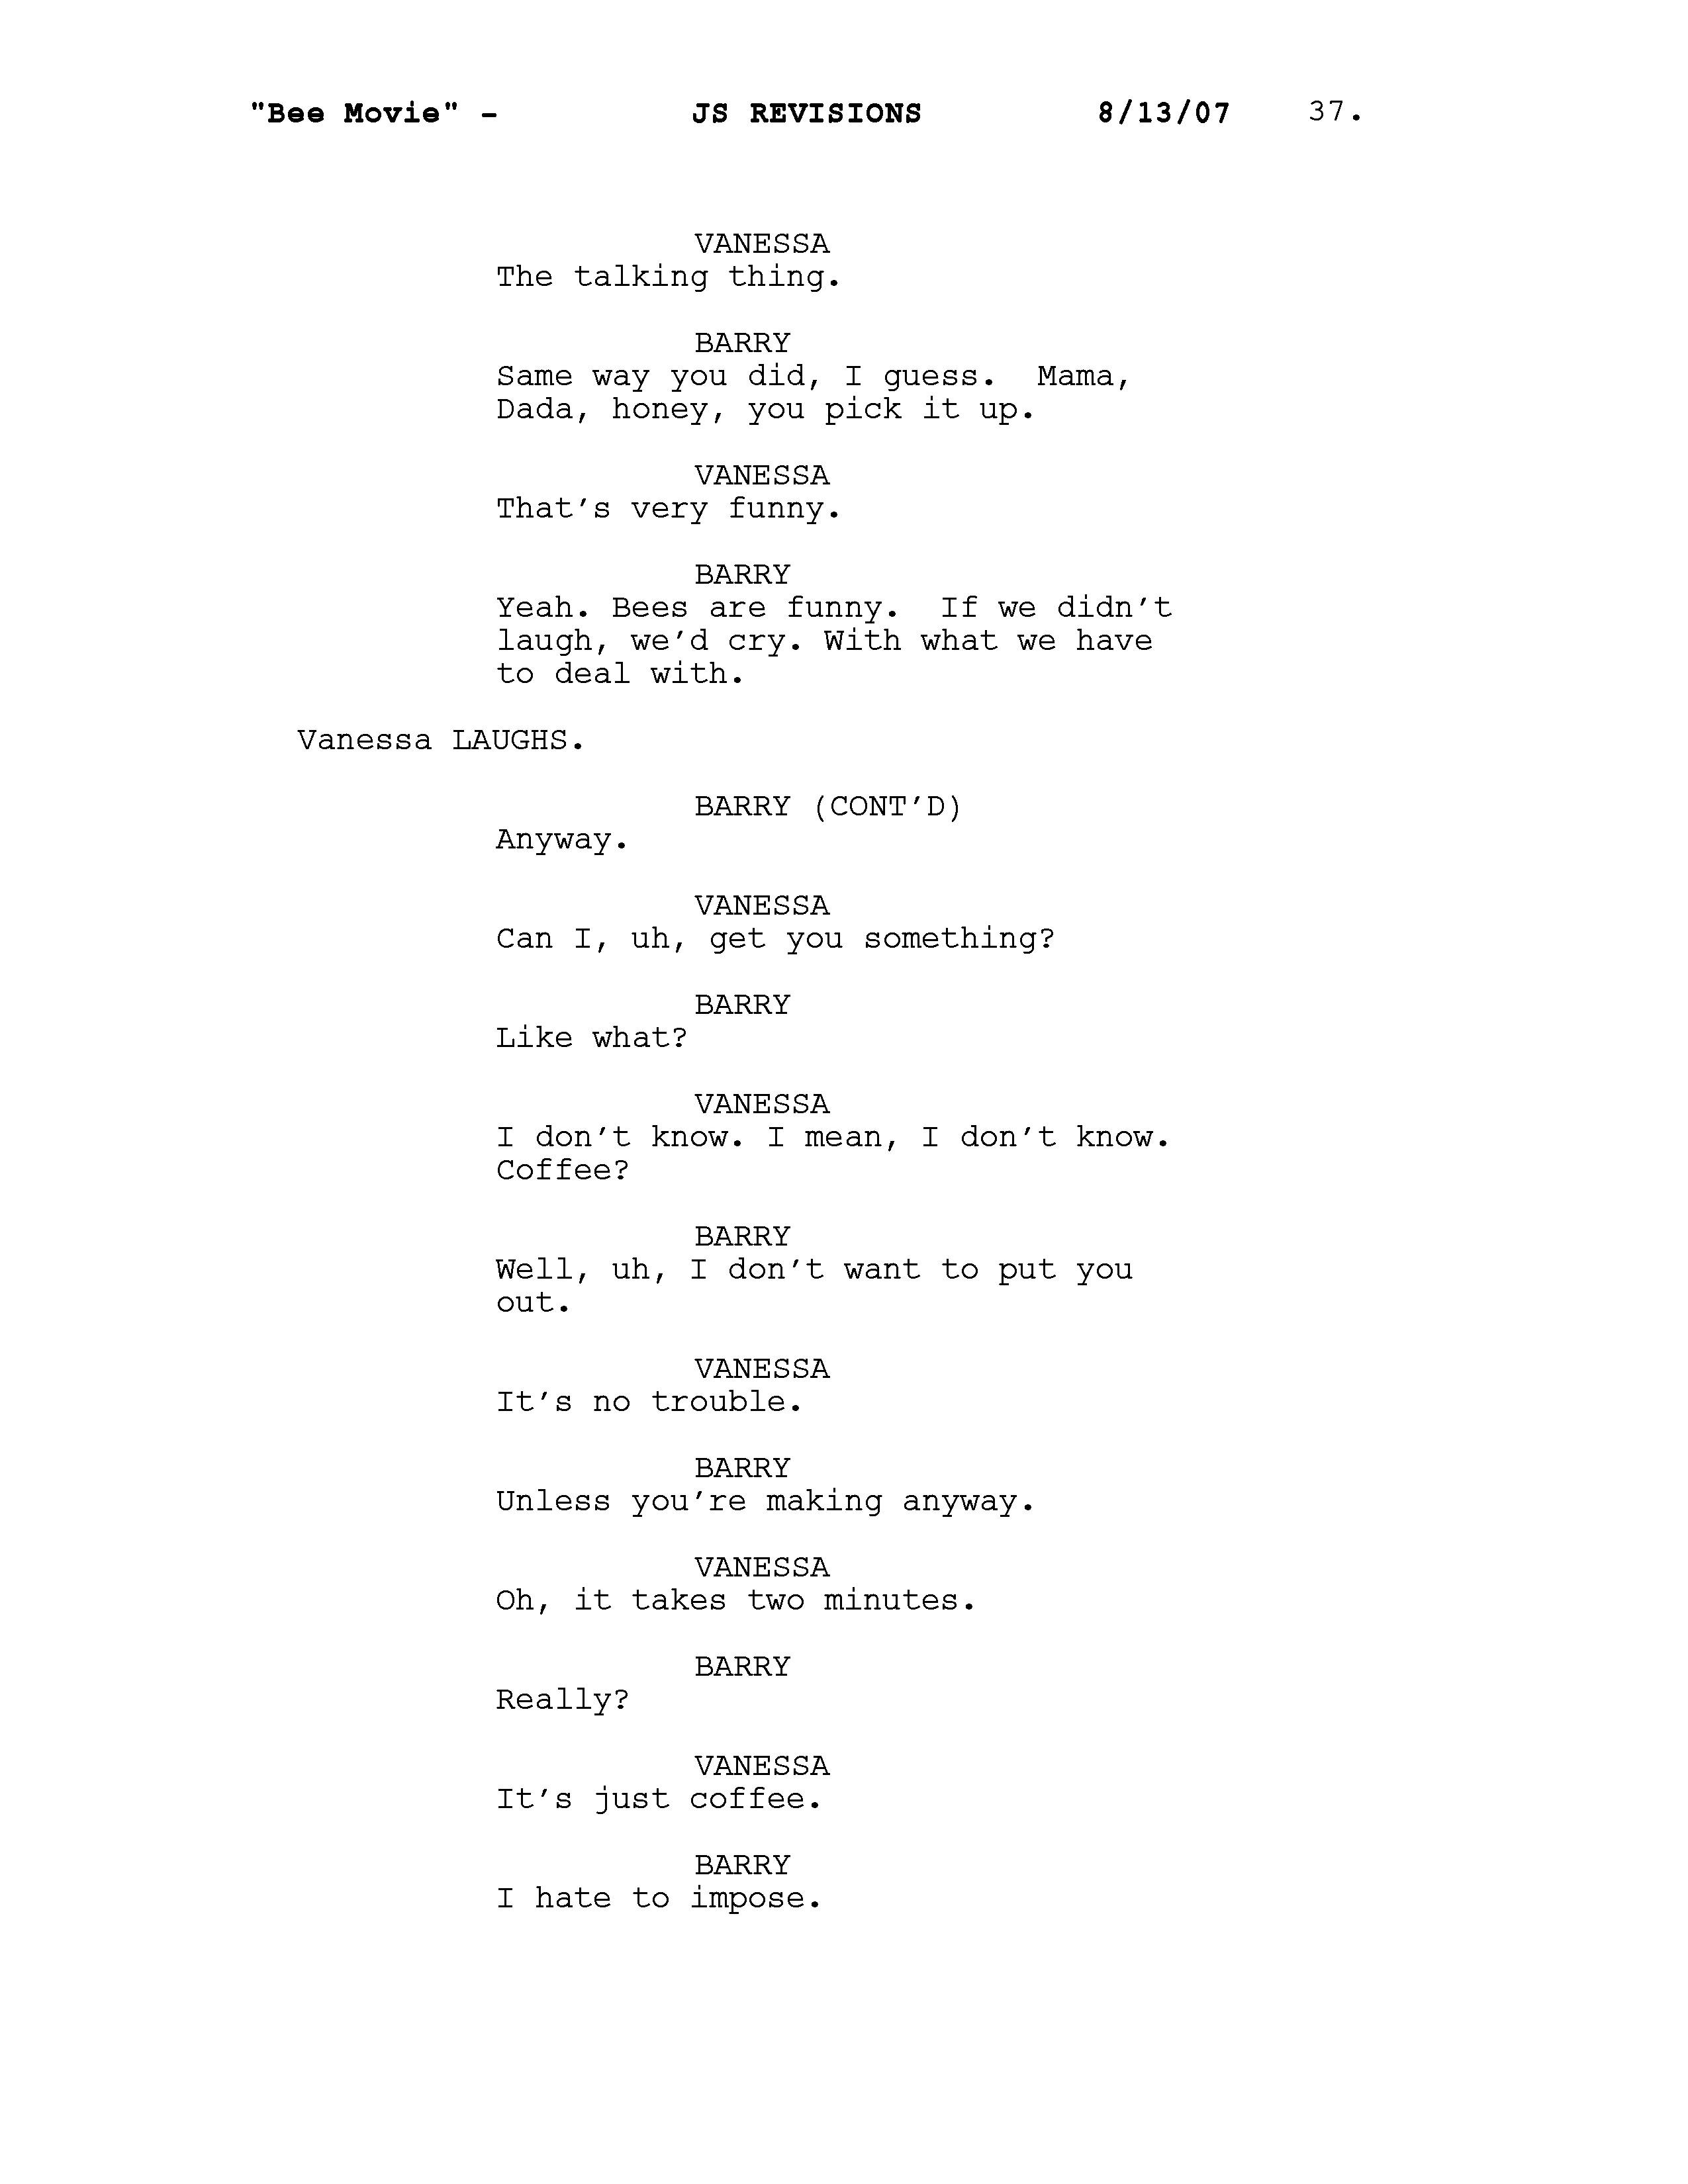 "Bee Movie" - JS REVISIONS 8/13/07 37.
VANESSA
The talking thing.
BARRY
Same way you did, I guess.  Mama,
Dada, honey, you pick it up.
VANESSA
That's very funny.
BARRY
Yeah. Bees are funny.  If we didn't
laugh, we'd cry. With what we have
to deal with.
Vanessa LAUGHS.
BARRY (CONT'D)
Anyway.
VANESSA
Can I, uh, get you something?
BARRY
Like what?
VANESSA
I don't know. I mean, I don't know.
Coffee?
BARRY
Well, uh, I don't want to put you
out.
VANESSA
It's no trouble.
BARRY
Unless you're making anyway.
VANESSA
Oh, it takes two minutes.
BARRY
Really?
VANESSA
It's just coffee.
BARRY
I hate to impose.